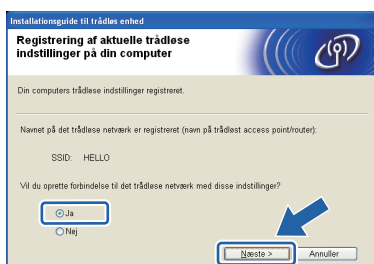 Installationsguide til trådløs enhed
Registrering af aktuelle trådløse
indstillinger på din computer
Din computers trådløse indstillinger registreret.
Navnet på det trådløse netværk er registreret (navn på trådløst access point/router):
SSID: HELLO
Vil du oprette forbindelse til det trådløse netværk med disse indstillinger?
Ja
Nej
Næste > Annuller